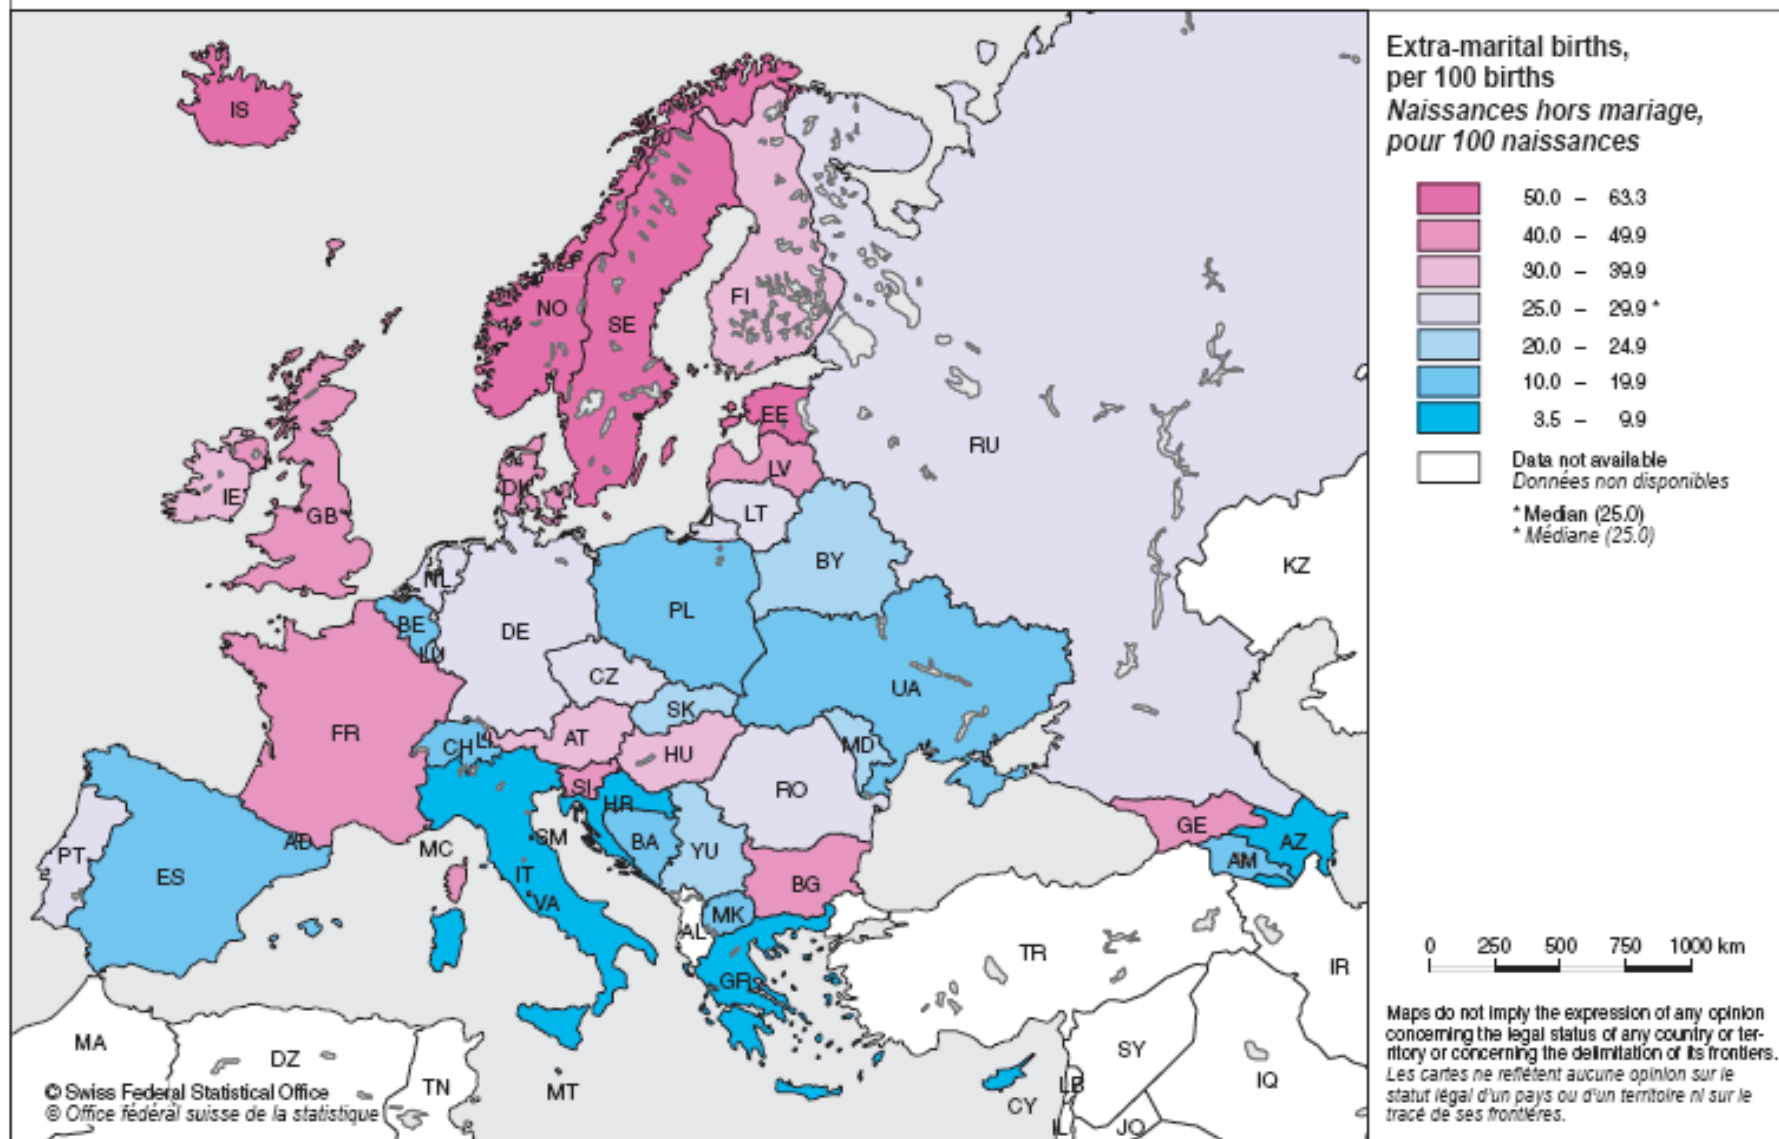 Extra-marital births,
per 100 births
Naissances hors mariage,
pour 100 naissances
50.0 – 63.3
40.0 – 49.9
30.0 – 39.9
25.0 – 29.9 *
20.0 – 24.9
10.0 – 19.9
3.5 – 9.9
Data not available
Données non disponibles
* Median (25.0)
* Médiane (25.0)
0 250 500 750 1000 km
Maps do not imply the expression of any opinion
concerning the legal status of any country or ter-
ritory or concerning the delimitation of its frontiers.
Les cartes ne reflètent aucune opinion sur le
statut légal d'un pays ou d'un territoire ni sur le
tracé de ses frontières.
IS
NO
SE
FI
EE
RU
LV
DK
IE
GB
LT
BY
KZ
NL
PL
BE
DE
LU
CZ
UA
SK
FR
AT
CH
LI
MD
HU
SI
RO
HR
GE
SM
BA
AZ
AD
MC
YU
PT
AM
ES
IT
BG
VA
MK
AL
TR
IR
GR
MA
DZ
SY
TN
MT
LB
IQ
CY
IL
JO
© Swiss Federal Statistical Office
© Office fédéral suisse de la statistique